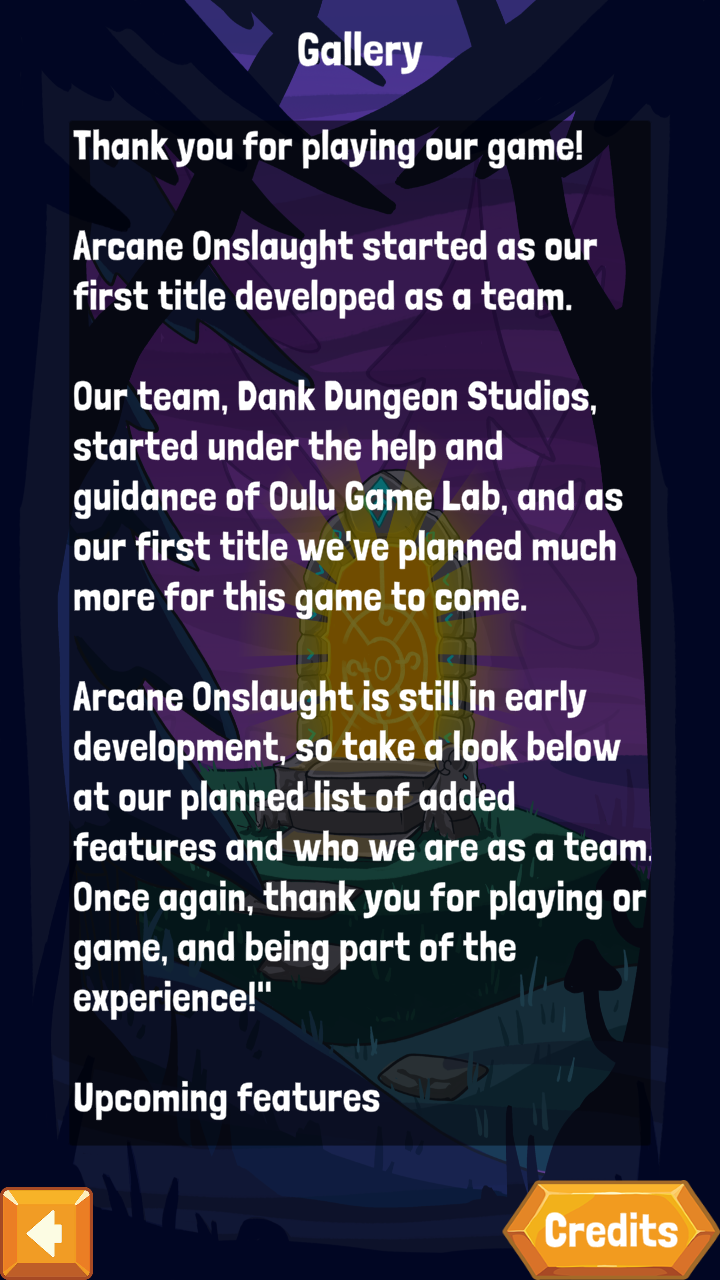 Gallery
Thank you for playing our game!
Arcane Onslaught started as our
first title developed as a team.
Our team, Dank Dungeon Studios,
started under the help and
guidance of Oulu Game Lab, and as
our first title we've planned much
more for this game to come.
Arcane Onslaught is still in early
development, so take a look below
at our planned list of added
features and who we are as a team.
Once again, thank you for playing or
game, and being part of the
experience!"
Upcoming features
Credits